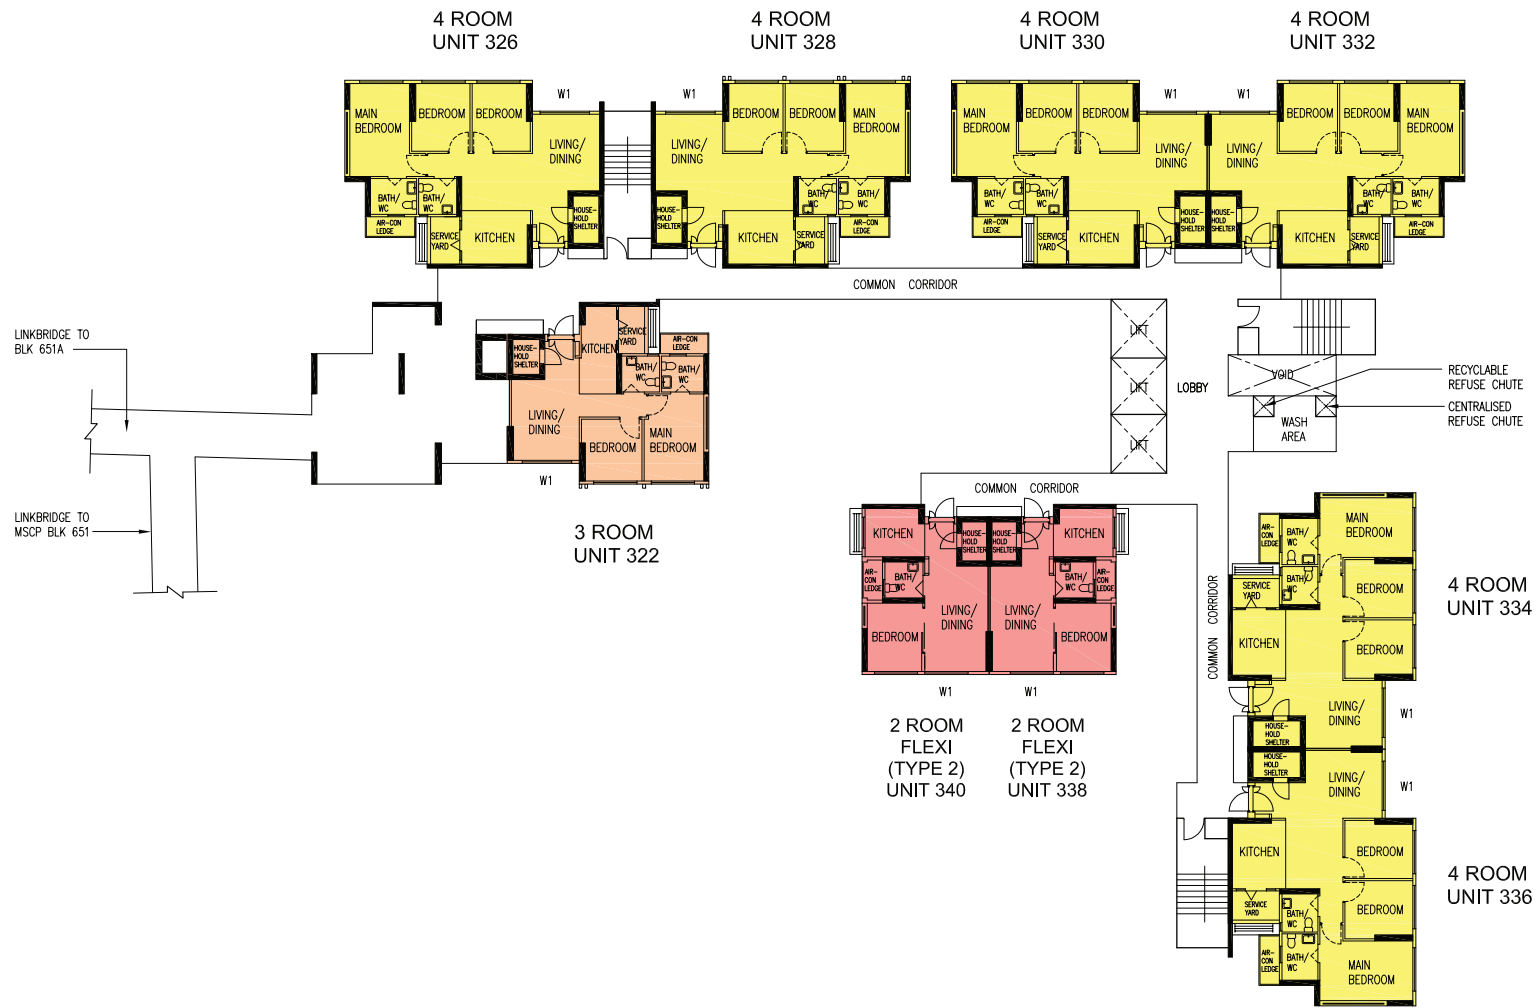 4 ROOM
UNIT 326
4 ROOM
UNIT 328
4 ROOM
UNIT 330
4 ROOM
UNIT 332
MAIN
BEDROOM
BEDROOM
BEDROOM
W1
LIVING/
DINING
BATH/
WC
BATH/
WC
AIR-CON
LEDGE
SERVICE
YARD
KITCHEN
HOUSE-
HOLD
SHELTER
W1
LIVING/
DINING
BEDROOM
BEDROOM
MAIN
BEDROOM
HOUSE-
HOLD
SHELTER
KITCHEN
SERVICE
YARD
BATH/
WC
BATH/
WC
AIR-CON
LEDGE
MAIN
BEDROOM
BEDROOM
BEDROOM
W1
LIVING/
DINING
BATH/
WC
BATH/
WC
AIR-CON
LEDGE
SERVICE
YARD
KITCHEN
HOUSE-
HOLD
SHELTER
W1
LIVING/
DINING
BEDROOM
BEDROOM
MAIN
BEDROOM
HOUSE-
HOLD
SHELTER
KITCHEN
SERVICE
YARD
BATH/
WC
BATH/
WC
AIR-CON
LEDGE
COMMON CORRIDOR
LINKBRIDGE TO
BLK 651A
LINKBRIDGE TO
MSCP BLK 651
HOUSE-
HOLD
SHELTER
KITCHEN
SERVICE
YARD
AIR-CON
LEDGE
BATH/
WC
BATH/
WC
LIVING/
DINING
BEDROOM
MAIN
BEDROOM
W1
3 ROOM
UNIT 322
LIFT
LIFT
LIFT
LOBBY
VOID
WASH
AREA
RECYCLABLE
REFUSE CHUTE
CENTRALISED
REFUSE CHUTE
COMMON CORRIDOR
KITCHEN
HOUSE-
HOLD
SHELTER
HOUSE-
HOLD
SHELTER
KITCHEN
AIR-
CON
LEDGE
BATH/
WC
BATH/
WC
AIR-
CON
LEDGE
BEDROOM
LIVING/
DINING
LIVING/
DINING
BEDROOM
W1
W1
2 ROOM
FLEXI
(TYPE 2)
UNIT 340
2 ROOM
FLEXI
(TYPE 2)
UNIT 338
COMMON CORRIDOR
AIR-
CON
LEDGE
BATH/
WC
MAIN
BEDROOM
SERVICE
YARD
BATH/
WC
BEDROOM
KITCHEN
BEDROOM
LIVING/
DINING
W1
HOUSE-
HOLD
SHELTER
4 ROOM
UNIT 334
HOUSE-
HOLD
SHELTER
LIVING/
DINING
W1
KITCHEN
BEDROOM
SERVICE
YARD
BATH/
WC
BEDROOM
AIR-
CON
LEDGE
BATH/
WC
MAIN
BEDROOM
4 ROOM
UNIT 336